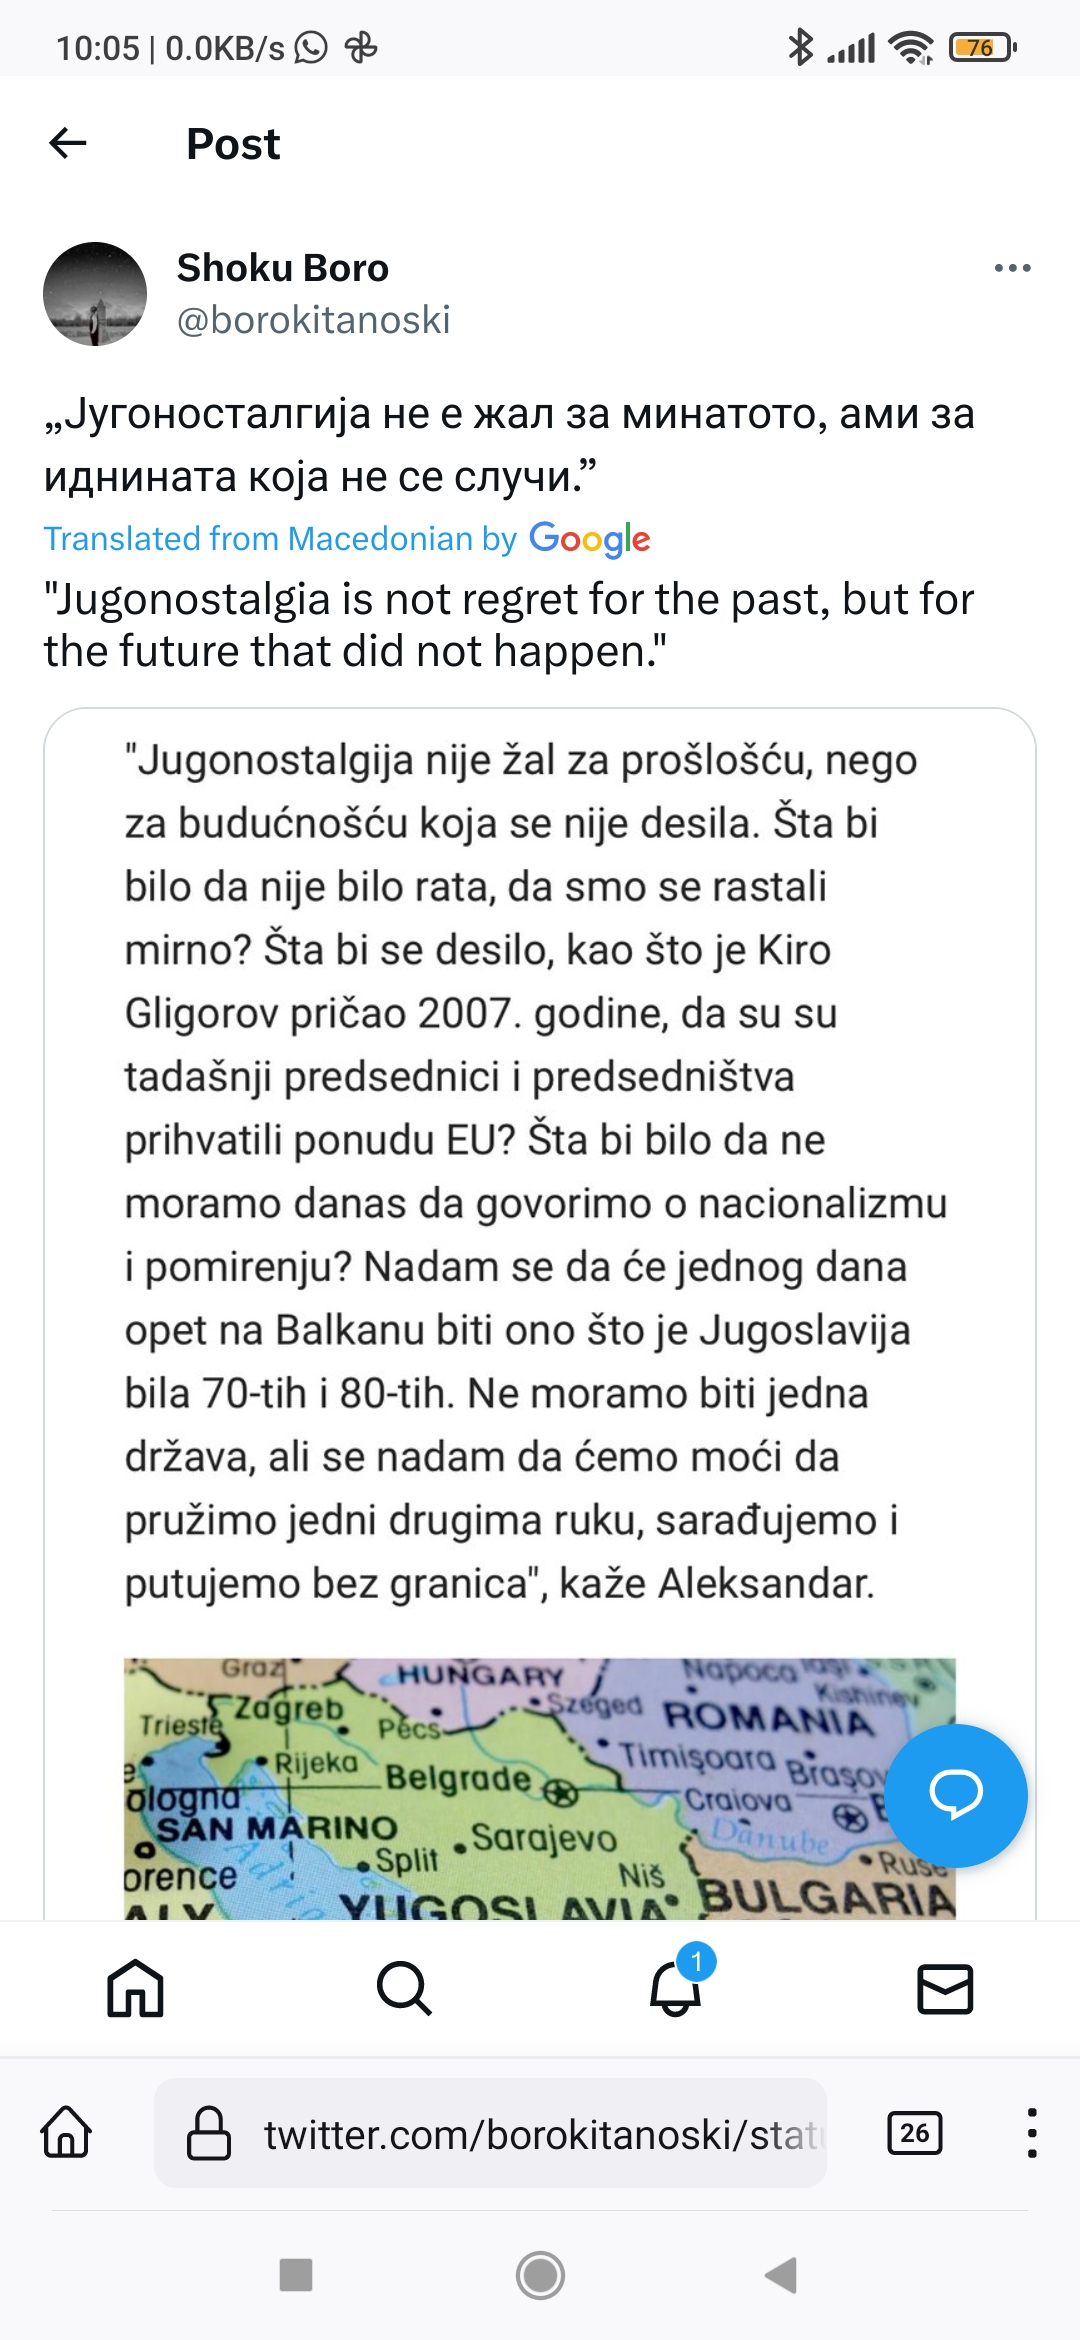 10:05 | 0.0KB/s
76
Post
Shoku Boro
@borokitanoski
„Југоносталгија не е жал за минатото, ами за
иднината која не се случи.”
Translated from Macedonian by Google
"Jugonostalgia is not regret for the past, but for
the future that did not happen."
"Jugonostalgija nije žal za prošlošću, nego
za budućnošću koja se nije desila. Šta bi
bilo da nije bilo rata, da smo se rastali
mirno? Šta bi se desilo, kao što je Kiro
Gligorov pričao 2007. godine, da su su
tadašnji predsednici i predsedništva
prihvatili ponudu EU? Šta bi bilo da ne
moramo danas da govorimo o nacionalizmu
i pomirenju? Nadam se da će jednog dana
opet na Balkanu biti ono što je Jugoslavija
bila 70-tih i 80-tih. Ne moramo biti jedna
država, ali se nadam da ćemo moći da
pružimo jedni drugima ruku, sarađujemo i
putujemo bez granica", kaže Aleksandar.
Graz
HUNGARY
Napoca
Iaşi
Kishinev
Zagreb
Szeged
ROMANIA
Trieste
Pécs
Rijeka
Timişoara
Braşov
Belgrade
Craiova
ologna
SAN MARINO
Sarajevo
Danube
Split
Ruse
orence
Adri
Niš
ALY
YUGOSLAVIA
BULGARIA
1
twitter.com/borokitanoski/stat
26